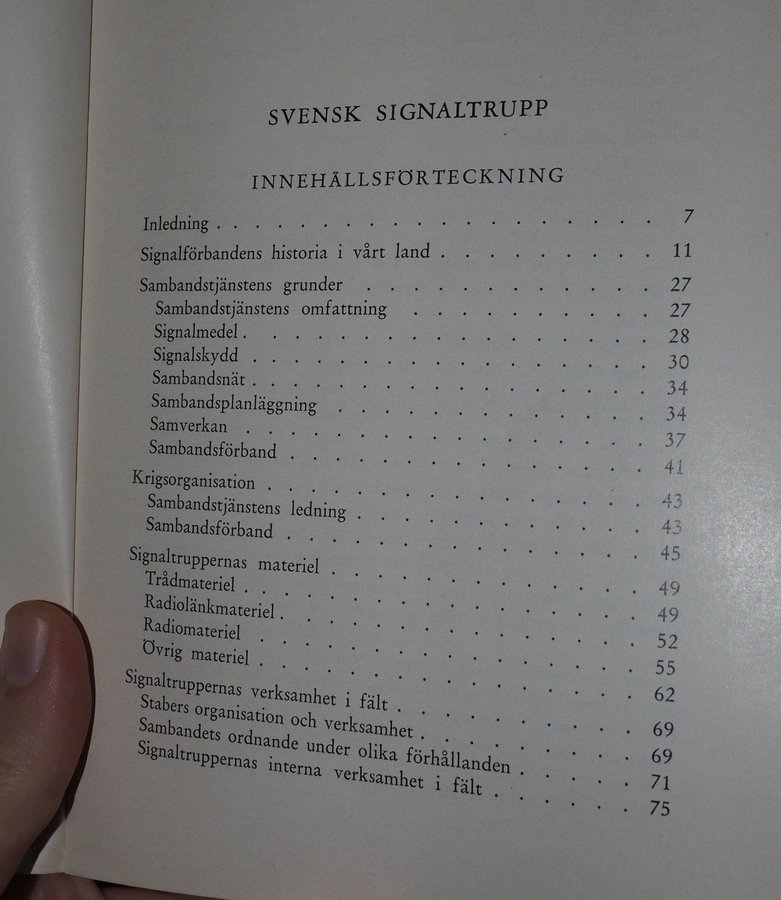 SVENSK SIGNALTRUPP
INNEHÅLLSFÖRTECKNING
Inledning . . . . . . . . . . . . . . . . . . 7
Signalförbandens historia i vårt land . . . . . . . . . 11
Sambandstjänstens grunder . . . . . . . . . . . . 27
Sambandstjänstens omfattning . . . . . . . . . . 27
Signalmedel . . . . . . . . . . . . . . . . . 28
Signalskydd . . . . . . . . . . . . . . . . . 30
Sambandsnät . . . . . . . . . . . . . . . . . 34
Sambandsplanläggning . . . . . . . . . . . . . 34
Samverkan . . . . . . . . . . . . . . . . . 37
Sambandsförband . . . . . . . . . . . . . . . 41
Krigsorganisation . . . . . . . . . . . . . . . . 43
Sambandstjänstens ledning . . . . . . . . . . . . 43
Sambandsförband . . . . . . . . . . . . . . . 45
Signaltruppernas materiel . . . . . . . . . . . . . 49
Trådmateriel . . . . . . . . . . . . . . . . . 49
Radiolänkmateriel . . . . . . . . . . . . . . . 52
Radiomateriel . . . . . . . . . . . . . . . . 55
Övrig materiel . . . . . . . . . . . . . . . . 62
Signaltruppernas verksamhet i fält . . . . . . . . . . 69
Stabers organisation och verksamhet . . . . . . . . . 69
Sambandets ordnande under olika förhållanden . . . . . 71
Signaltruppernas interna verksamhet i fält . . . . . . 75